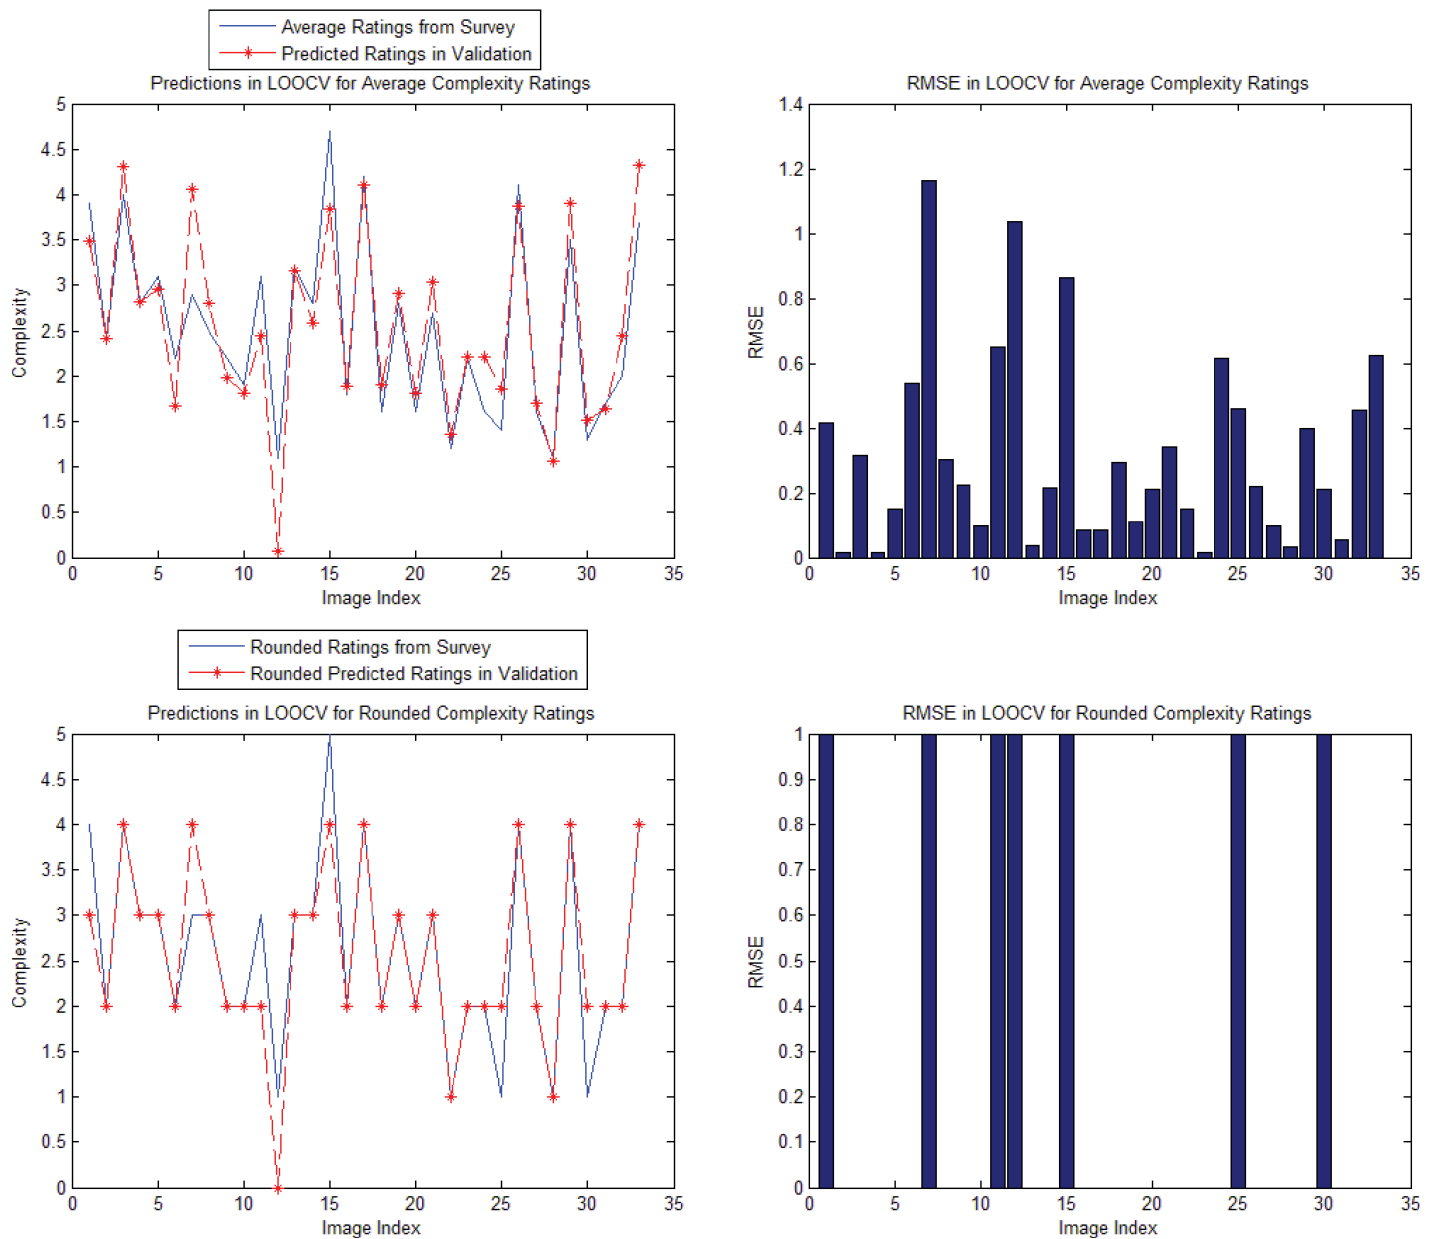 Average Ratings from Survey
Predicted Ratings in Validation
Predictions in LOOCV for Average Complexity Ratings
5
4.5
4
3.5
3
2.5
2
1.5
1
0.5
0
Complexity
0 5 10 15 20 25 30 35
Image Index
RMSE in LOOCV for Average Complexity Ratings
1.4
1.2
1
0.8
0.6
0.4
0.2
0
RMSE
0 5 10 15 20 25 30 35
Image Index
Rounded Ratings from Survey
Rounded Predicted Ratings in Validation
Predictions in LOOCV for Rounded Complexity Ratings
5
4.5
4
3.5
3
2.5
2
1.5
1
0.5
0
Complexity
0 5 10 15 20 25 30 35
Image Index
RMSE in LOOCV for Rounded Complexity Ratings
1
0.9
0.8
0.7
0.6
0.5
0.4
0.3
0.2
0.1
0
RMSE
0 5 10 15 20 25 30 35
Image Index